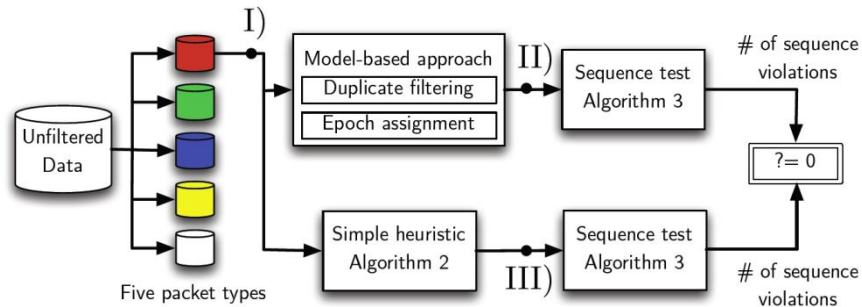 I)
Model-based approach
Duplicate filtering
Epoch assignment
II)
Sequence test
Algorithm 3
# of sequence
violations
Unfiltered
Data
?= 0
Simple heuristic
Algorithm 2
III)
Sequence test
Algorithm 3
# of sequence
violations
Five packet types